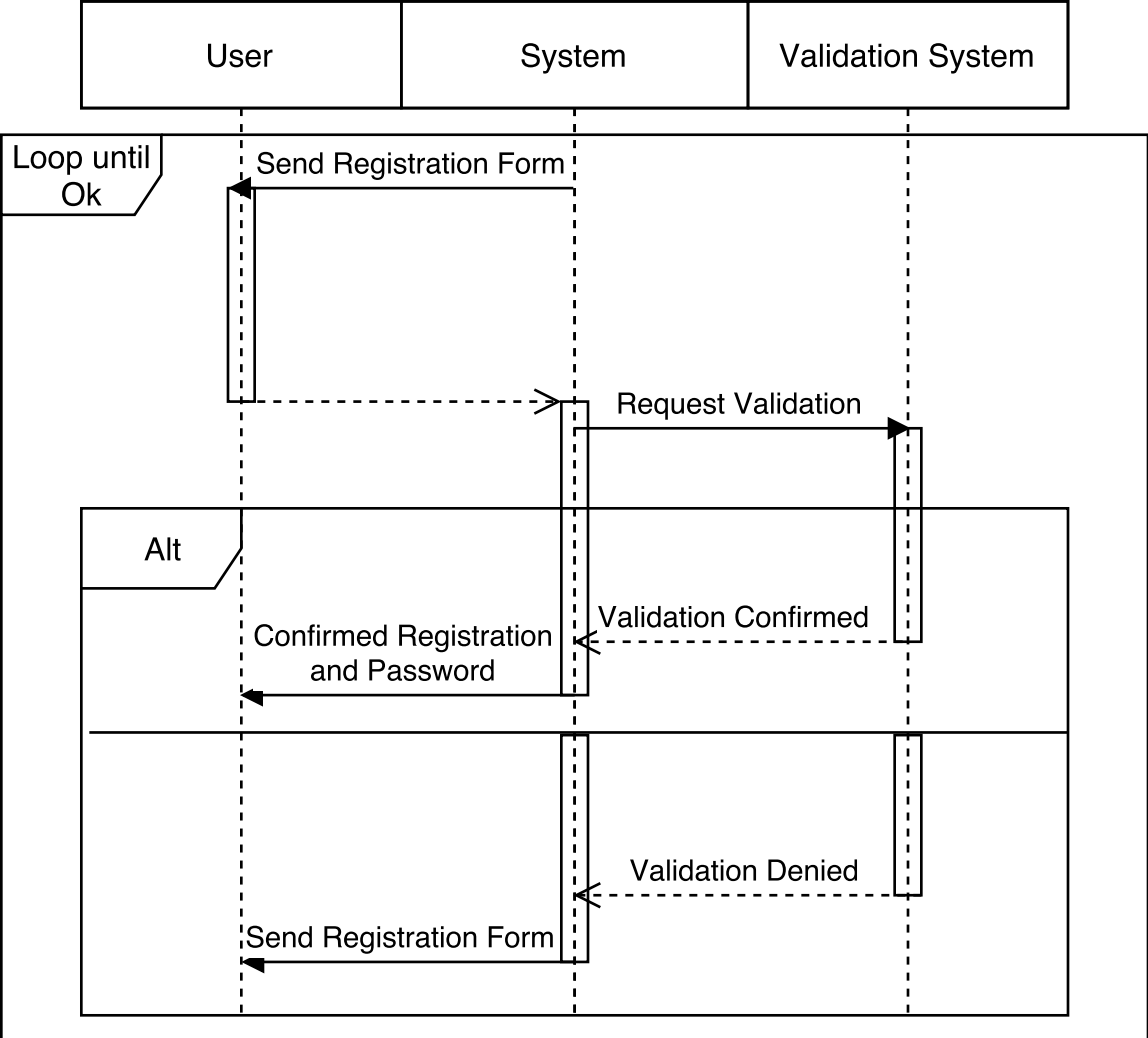 User
System
Validation System
Loop until
Ok
Send Registration Form
Request Validation
Alt
Validation Confirmed
Confirmed Registration
and Password
Validation Denied
Send Registration Form